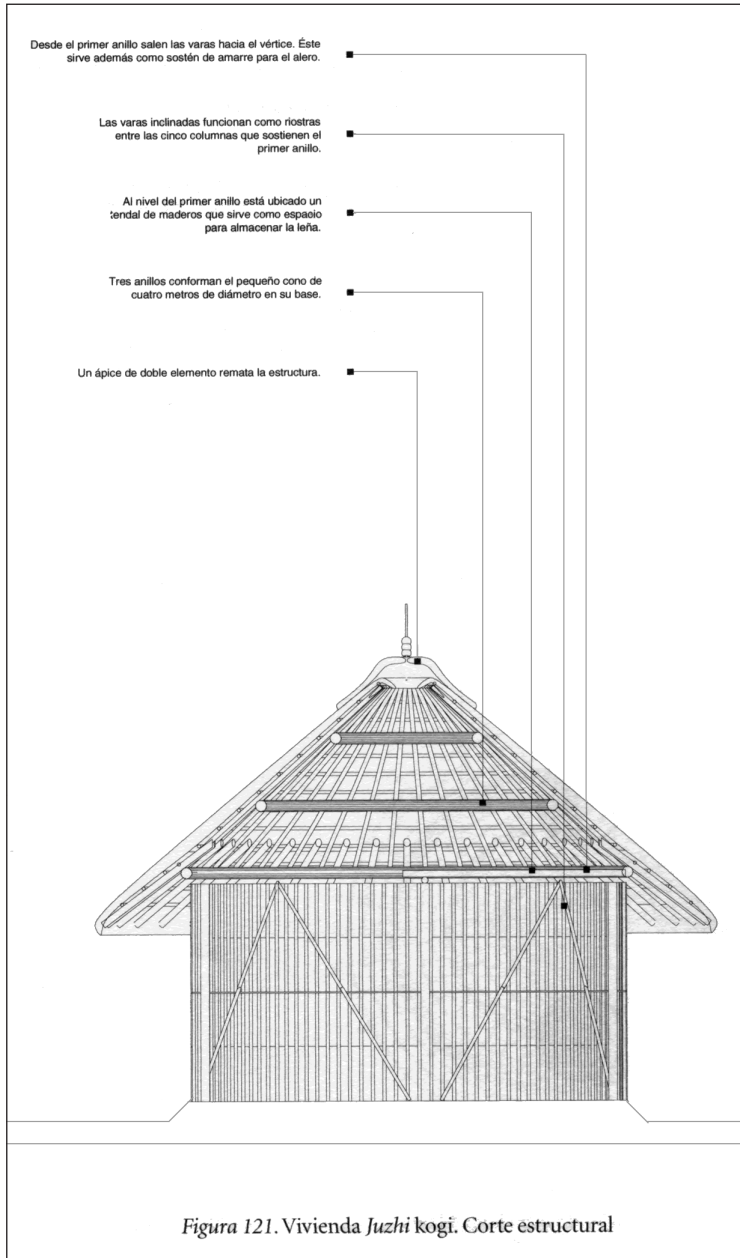 Desde el primer anillo salen las varas hacia el vértice. Éste
sirve además como sostén de amarre para el alero.
Las varas inclinadas funcionan como riostras
entre las cinco columnas que sostienen el
primer anillo.
Al nivel del primer anillo está ubicado un
tendal de maderos que sirve como espacio
para almacenar la leña.
Tres anillos conforman el pequeño cono de
cuatro metros de diámetro en su base.
Un ápice de doble elemento remata la estructura.
Figura 121. Vivienda Juzhi kogi. Corte estructural